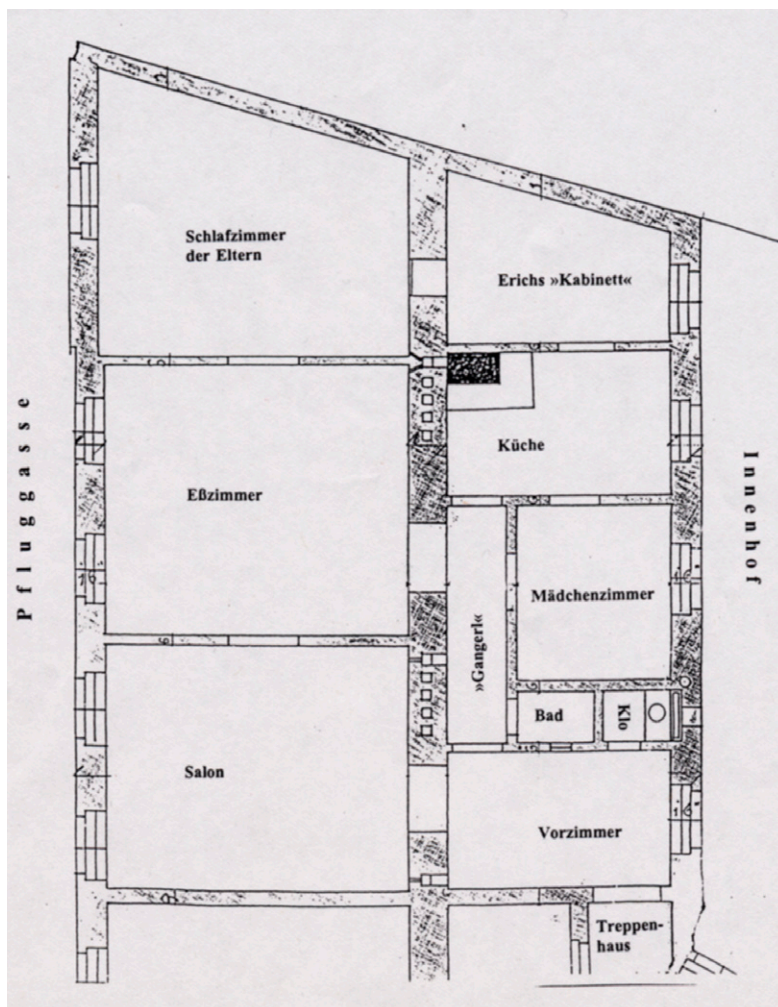 Schlafzimmer
der Eltern
Erichs »Kabinett«
Pfluggasse
Küche
Eßzimmer
Innenhof
Mädchenzimmer
»Gangerl«
Bad
Klo
Salon
Vorzimmer
Treppen-
haus